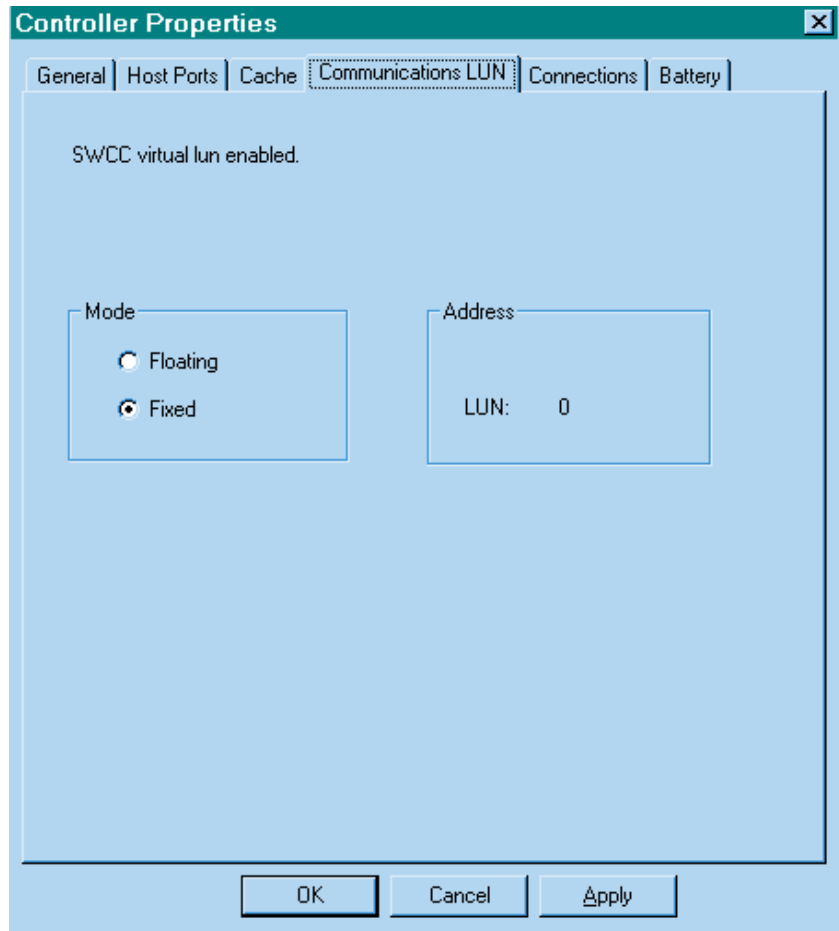 Controller Properties
General Host Ports Cache Communications LUN Connections Battery
SWCC virtual lun enabled.
Mode
Floating
Fixed
Address
LUN: 0
OK Cancel Apply